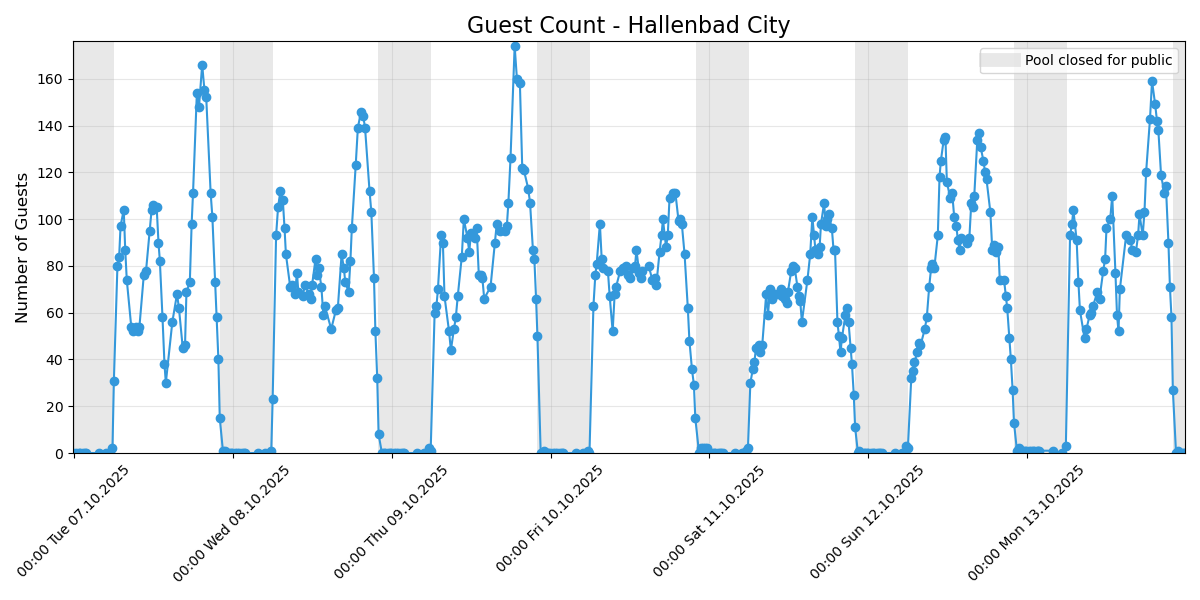 Guest Count - Hallenbad City
Pool closed for public
Number of Guests
160
140
120
100
80
60
40
20
0
00:00 Tue 07.10.2025
00:00 Wed 08.10.2025
00:00 Thu 09.10.2025
00:00 Fri 10.10.2025
00:00 Sat 11.10.2025
00:00 Sun 12.10.2025
00:00 Mon 13.10.2025